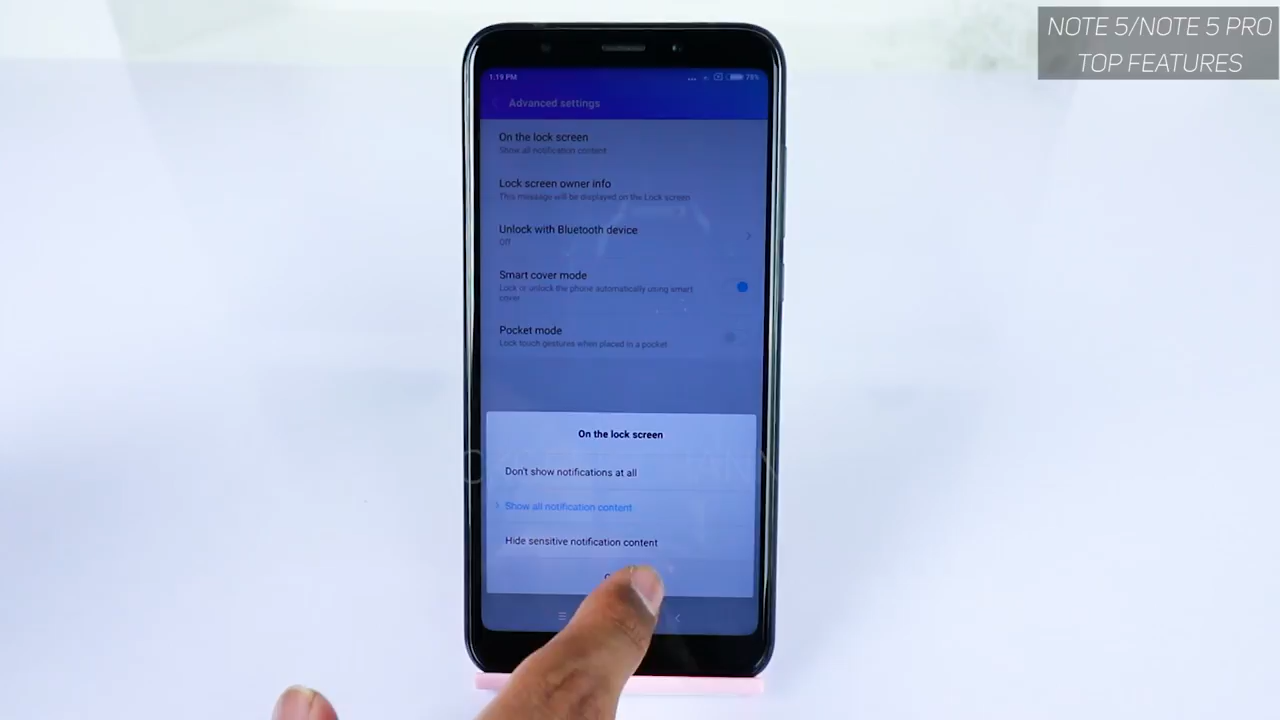 NOTE 5/NOTE 5 PRO
TOP FEATURES
1:19 PM
78%
Advanced settings
On the lock screen
Show all notification content
Lock screen owner info
This message will be displayed on the Lock screen
Unlock with Bluetooth device
Off
Smart cover mode
Lock or unlock the phone automatically using smart
cover
Pocket mode
Lock touch gestures when placed in a pocket
On the lock screen
Don't show notifications at all
Show all notification content
Hide sensitive notification content